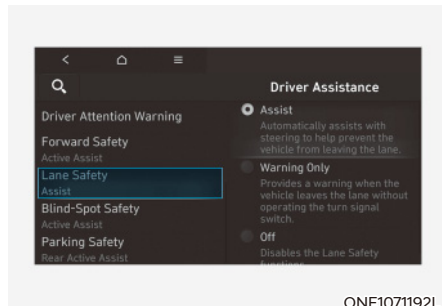 Driver Assistance
Driver Attention Warning
Forward Safety
Active Assist
Lane Safety
Assist
Blind-Spot Safety
Active Assist
Parking Safety
Rear Active Assist
Assist
Automatically assists with
steering to help prevent the
vehicle from leaving the lane.
Warning Only
Provides a warning when the
vehicle leaves the lane without
operating the turn signal
switch.
Off
Disables the Lane Safety
functions.
ONE1071192L